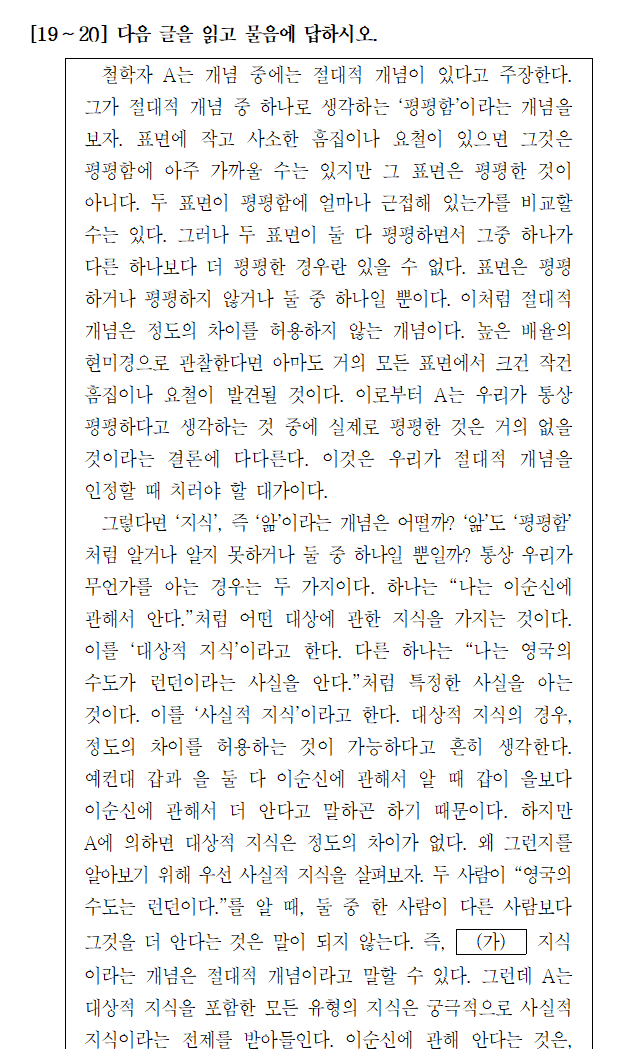 [19～20] 다음 글을 읽고 물음에 답하시오.
철학자 A는 개념 중에는 절대적 개념이 있다고 주장한다.
그가 절대적 개념 중 하나로 생각하는 ‘평평함’이라는 개념을
보자. 표면에 작고 사소한 흠집이나 요철이 있으면 그것은
평평함에 아주 가까울 수는 있지만 그 표면은 평평한 것이
아니다. 두 표면이 평평함에 얼마나 근접해 있는가를 비교할
수는 있다. 그러나 두 표면이 둘 다 평평하면서 그중 하나가
다른 하나보다 더 평평한 경우란 있을 수 없다. 표면은 평평
하거나 평평하지 않거나 둘 중 하나일 뿐이다. 이처럼 절대적
개념은 정도의 차이를 허용하지 않는 개념이다. 높은 배율의
현미경으로 관찰한다면 아마도 거의 모든 표면에서 크건 작건
흠집이나 요철이 발견될 것이다. 이로부터 A는 우리가 통상
평평하다고 생각하는 것 중에 실제로 평평한 것은 거의 없을
것이라는 결론에 다다른다. 이것은 우리가 절대적 개념을
인정할 때 치러야 할 대가이다.
그렇다면 ‘지식’, 즉 ‘앎’이라는 개념은 어떨까? ‘앎’도 ‘평평함’
처럼 알거나 알지 못하거나 둘 중 하나일 뿐일까? 통상 우리가
무언가를 아는 경우는 두 가지이다. 하나는 “나는 이순신에
관해서 안다.”처럼 어떤 대상에 관한 지식을 가지는 것이다.
이를 ‘대상적 지식’이라고 한다. 다른 하나는 “나는 영국의
수도가 런던이라는 사실을 안다.”처럼 특정한 사실을 아는
것이다. 이를 ‘사실적 지식’이라고 한다. 대상적 지식의 경우,
정도의 차이를 허용하는 것이 가능하다고 흔히 생각한다.
예컨대 갑과 을 둘 다 이순신에 관해서 알 때 갑이 을보다
이순신에 관해서 더 안다고 말하곤 하기 때문이다. 하지만
A에 의하면 대상적 지식은 정도의 차이가 없다. 왜 그런지를
알아보기 위해 우선 사실적 지식을 살펴보자. 두 사람이 “영국의
수도는 런던이다.”를 알 때, 둘 중 한 사람이 다른 사람보다
그것을 더 안다는 것은 말이 되지 않는다. 즉, (가) 지식
이라는 개념은 절대적 개념이라고 말할 수 있다. 그런데 A는
대상적 지식을 포함한 모든 유형의 지식은 궁극적으로 사실적
지식이라는 전제를 받아들인다. 이순신에 관해 안다는 것은,